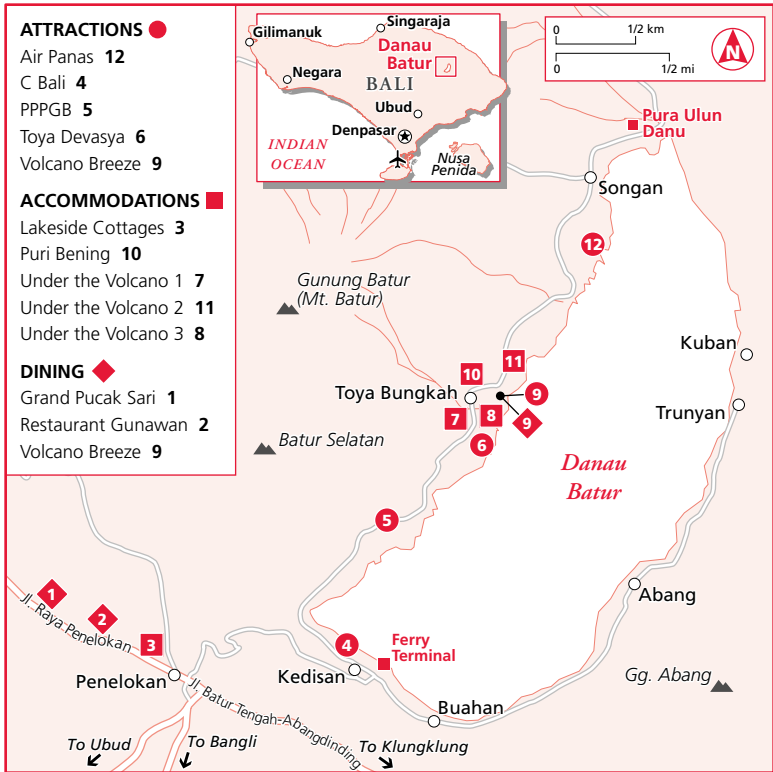 ATTRACTIONS
Air Panas 12
C Bali 4
PPPGB 5
Toya Devasya 6
Volcano Breeze 9
ACCOMMODATIONS
Lakeside Cottages 3
Puri Bening 10
Under the Volcano 1 7
Under the Volcano 2 11
Under the Volcano 3 8
DINING
Grand Pucak Sari 1
Restaurant Gunawan 2
Volcano Breeze 9
Singaraja
Gilimanuk
Danau
Batur
Negara
BALI
Ubud
Denpasar
INDIAN
OCEAN
Nusa
Penida
0 1/2 km
0 1/2 mi
N
Pura Ulun
Danu
Songan
12
Gunung Batur
(Mt. Batur)
Kuban
11
10
Toya Bungkah
9
7
8
9
Trunyan
6
Batur Selatan
Danau
Batur
5
Abang
1
2
3
Jl. Raya Penelokan
4
Ferry
Terminal
Kedisan
Penelokan
Gg. Abang
Jl. Batur Tengah-Abangdinding
Buahan
To Ubud
To Bangli
To Klungklung